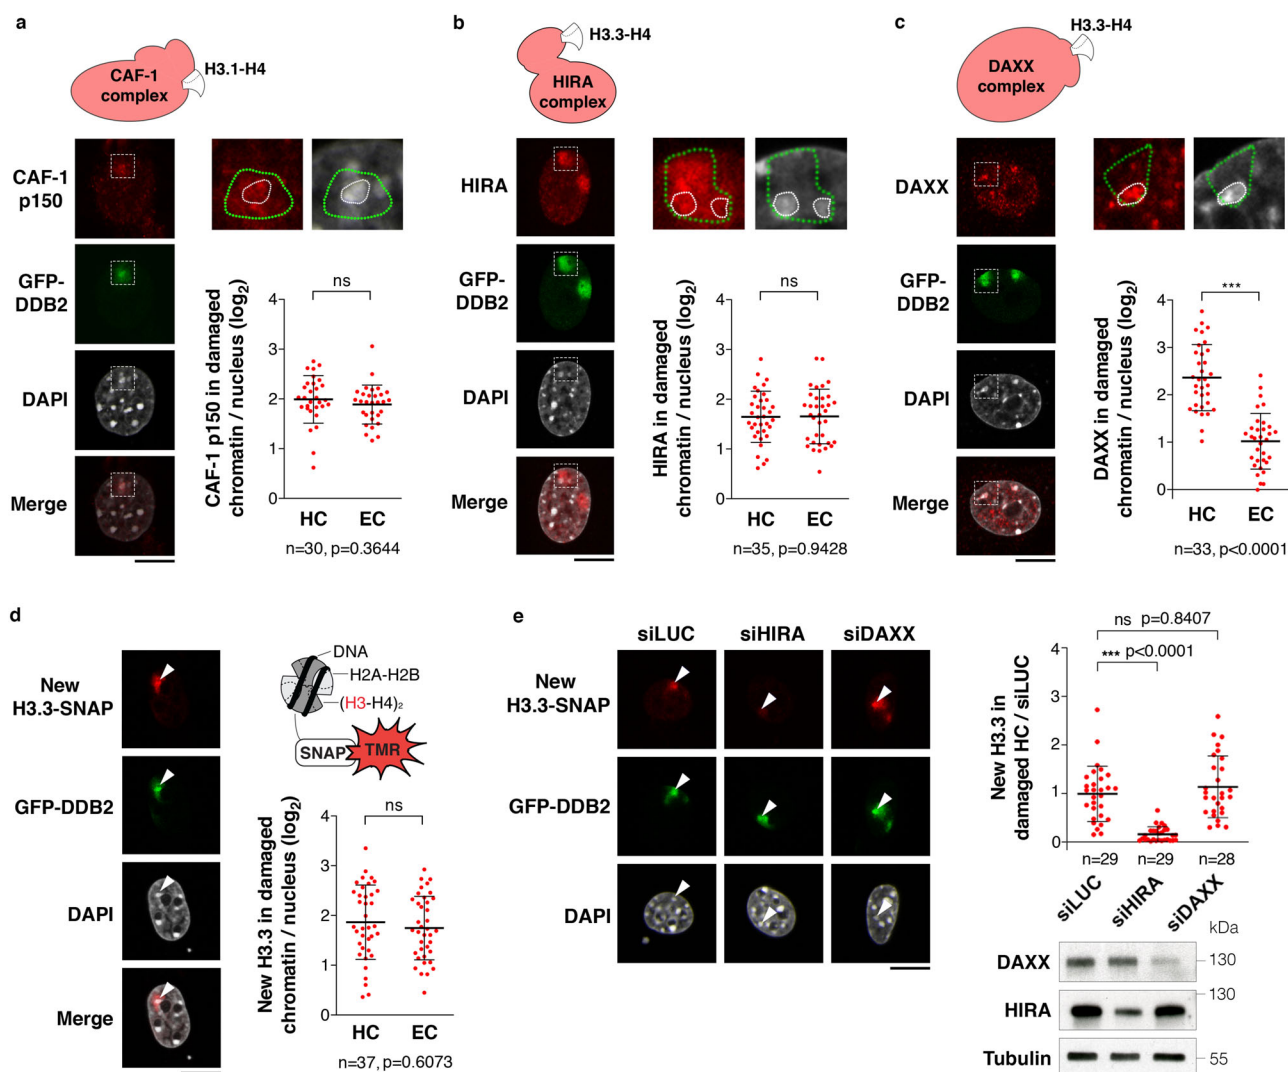 a
CAF-1
complex
H3.1-H4
CAF-1
p150
GFP-
DDB2
DAPI
Merge
CAF-1 p150 in damaged
chromatin / nucleus (log2)
4
3
2
1
0
ns
HC EC
n=30, p=0.3644
b
H3.3-H4
HIRA
complex
HIRA
GFP-
DDB2
DAPI
Merge
HIRA in damaged
chromatin / nucleus (log2)
4
3
2
1
0
ns
HC EC
n=35, p=0.9428
c
H3.3-H4
DAXX
complex
DAXX
GFP-
DDB2
DAPI
Merge
DAXX in damaged
chromatin / nucleus (log2)
4
3
2
1
0
***
HC EC
n=33, p<0.0001
d
New
H3.3-SNAP
GFP-DDB2
DAPI
Merge
DNA
H2A-H2B
(H3-H4)2
SNAP
TMR
New H3.3 in damaged
chromatin / nucleus (log2)
4
3
2
1
0
ns
HC EC
n=37, p=0.6073
e
siLUC siHIRA siDAXX
New
H3.3-SNAP
GFP-DDB2
DAPI
New H3.3 in
damaged HC / siLUC
ns p=0.8407
*** p<0.0001
4
3
2
1
0
n=29 n=29 n=28
siLUC siHIRA siDAXX
kDa
DAXX 130
130
HIRA
Tubulin 55